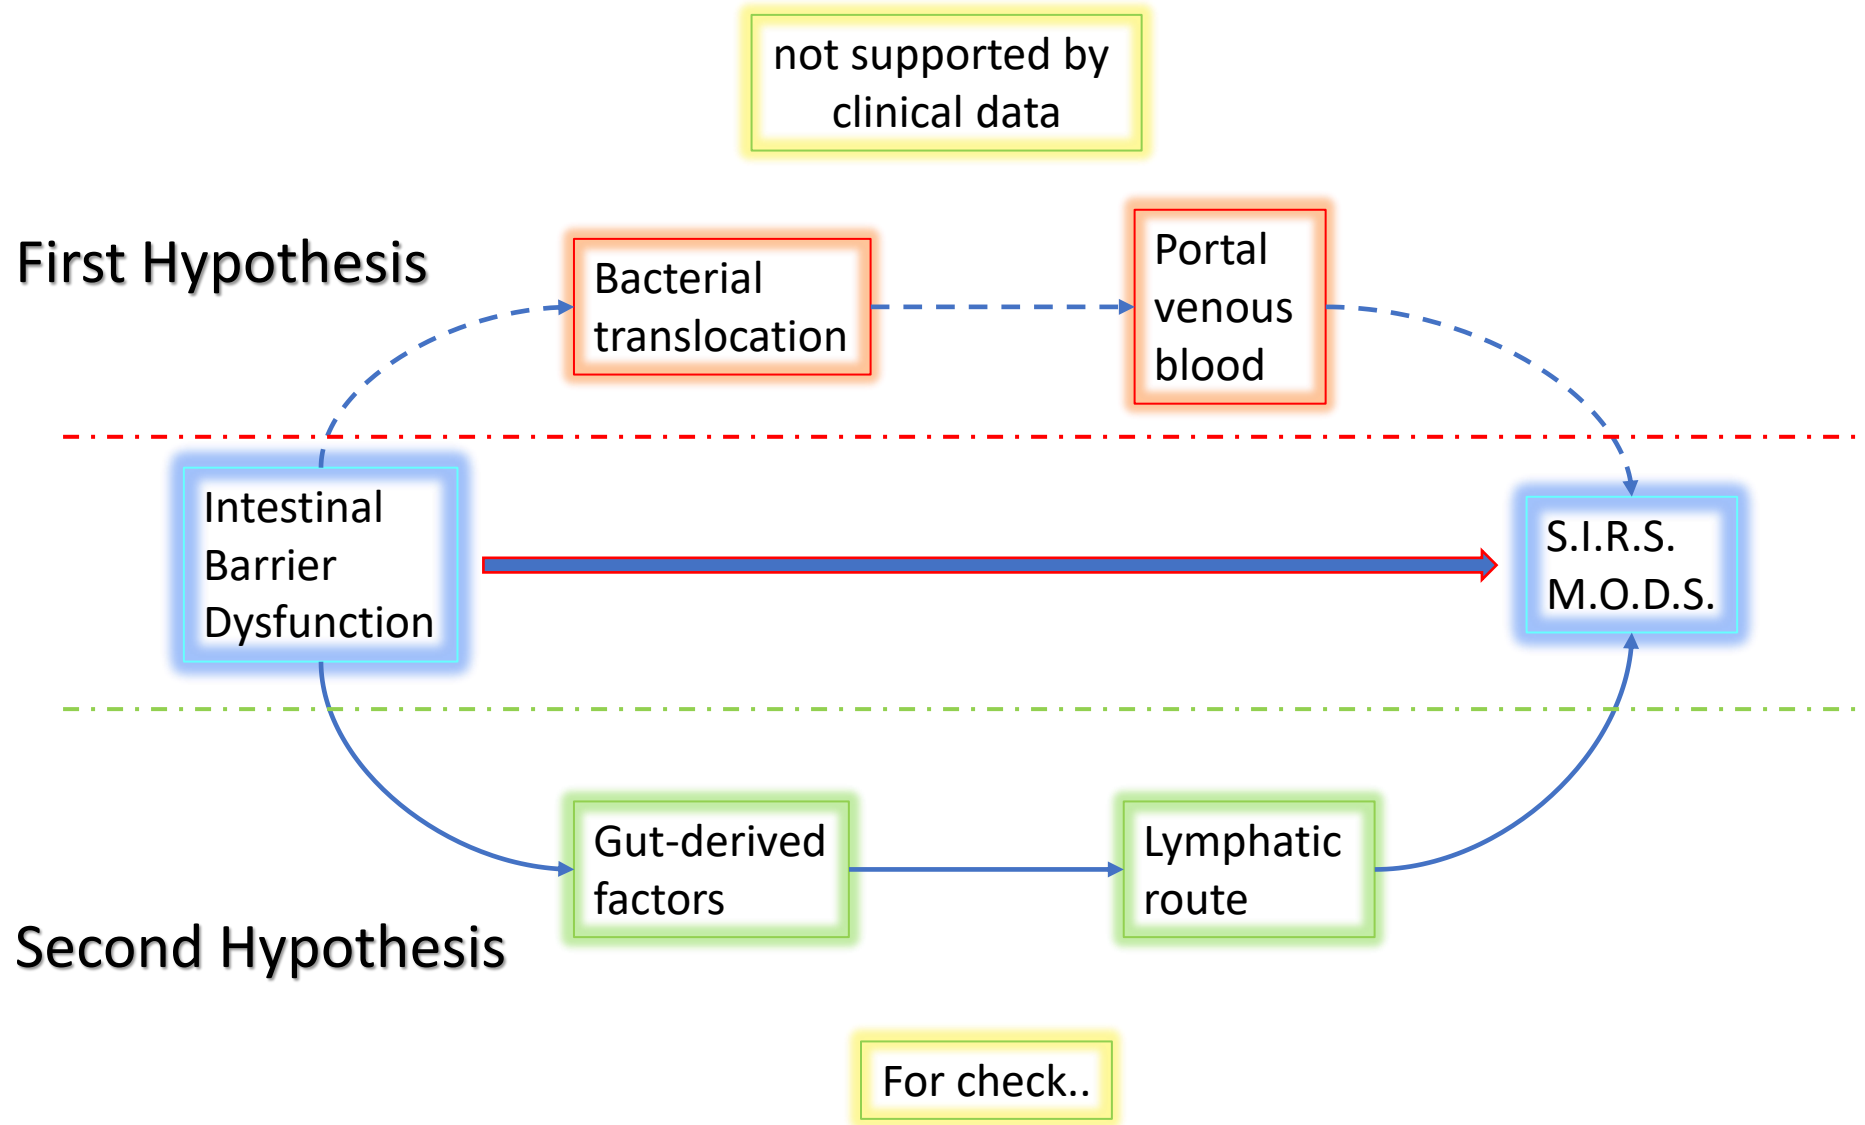 not supported by
clinical data
First Hypothesis
Bacterial
translocation
Portal
venous
blood
Intestinal
Barrier
Dysfunction
S.I.R.S.
M.O.D.S.
Gut-derived
factors
Lymphatic
route
Second Hypothesis
For check..